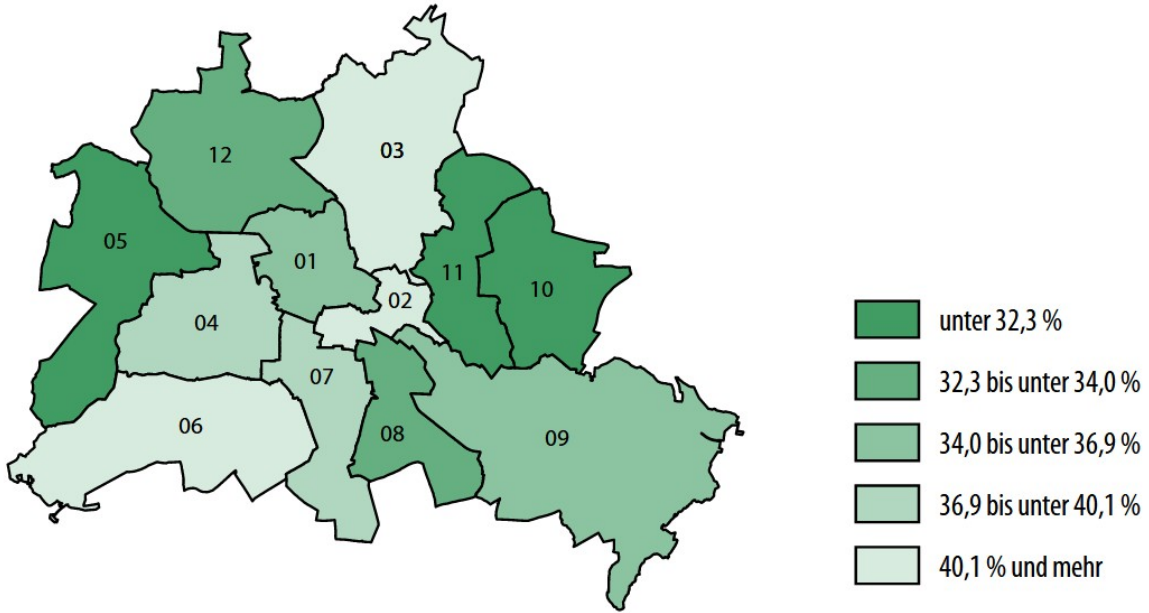 12
03
05
01
11
10
02
04
07
06
08
09
unter 32,3 %
32,3 bis unter 34,0 %
34,0 bis unter 36,9 %
36,9 bis unter 40,1 %
40,1 % und mehr